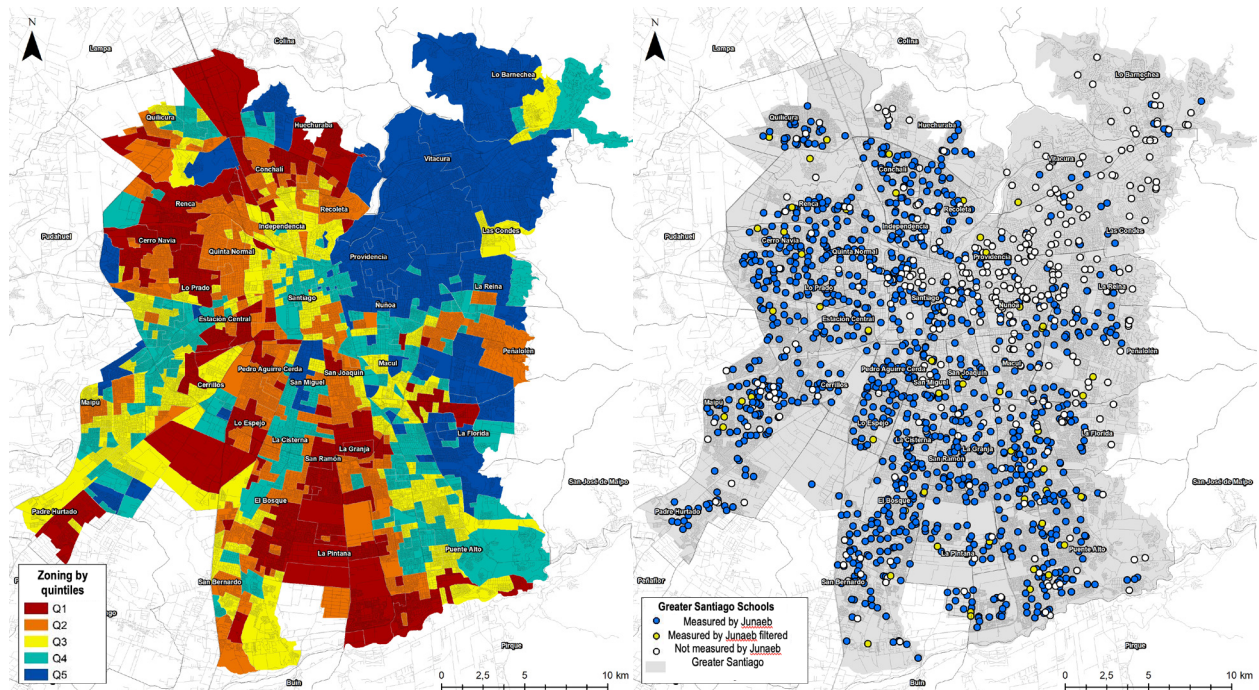 N
Colina
Lampa
Lo Barnechea
Quilicura
Huechuraba
Vitacura
Conchalí
Renca
Recoleta
Independencia
Las Condes
Pudahuel
Cerro Navia
Quinta Normal
Providencia
Lo Prado
La Reina
Santiago
Ñuñoa
Estación Central
Peñalolén
Macul
Pedro Aguirre Cerda
San Joaquín
San Miguel
Cerrillos
Maipú
Lo Espejo
La Florida
La Cisterna
La Granja
San Ramón
San José de Maipo
El Bosque
Padre Hurtado
Puente Alto
La Pintana
San Bernardo
Zoning by
quintiles
Q1
Q2
Q3
Q4
Q5
Pirque
Buin
0 2,5 5 10 km
N
Colina
Lampa
Lo Barnechea
Quilicura
Huechuraba
Vitacura
Conchalí
Renca
Recoleta
Independencia
Las Condes
Pudahuel
Cerro Navia
Quinta Normal
Providencia
Lo Prado
La Reina
Santiago
Ñuñoa
Estación Central
Peñalolén
Macul
Pedro Aguirre Cerda
San Joaquín
San Miguel
Cerrillos
Maipú
Lo Espejo
La Florida
La Cisterna
La Granja
San Ramón
San José de Maipo
El Bosque
Padre Hurtado
Puente Alto
La Pintana
San Bernardo
Peñaflor
Greater Santiago Schools
Measured by Junaeb
Measured by Junaeb filtered
Not measured by Junaeb
Greater Santiago
Pirque
Buin
0 2,5 5 10 km